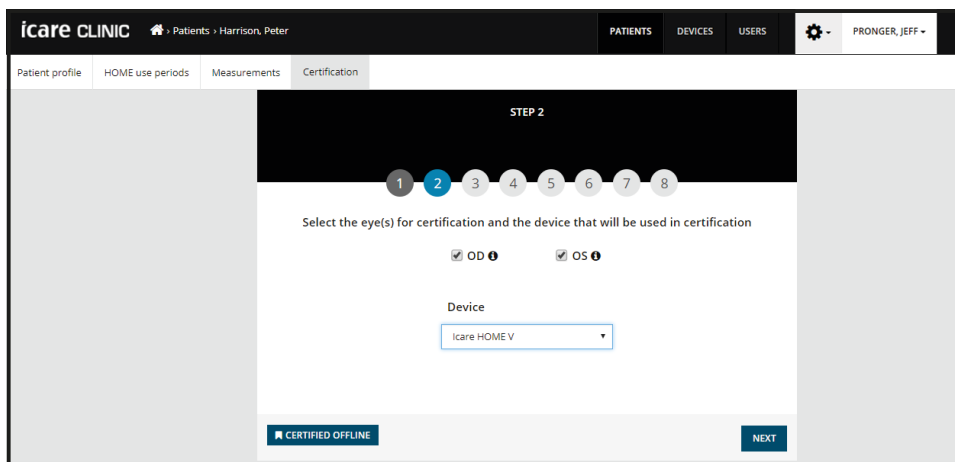 icare CLINIC > Patients > Harrison, Peter PATIENTS DEVICES USERS PRONGER, JEFF
Patient profile HOME use periods Measurements Certification
STEP 2
1 2 3 4 5 6 7 8
Select the eye(s) for certification and the device that will be used in certification
OD OS
Device
Icare HOME V
CERTIFIED OFFLINE NEXT